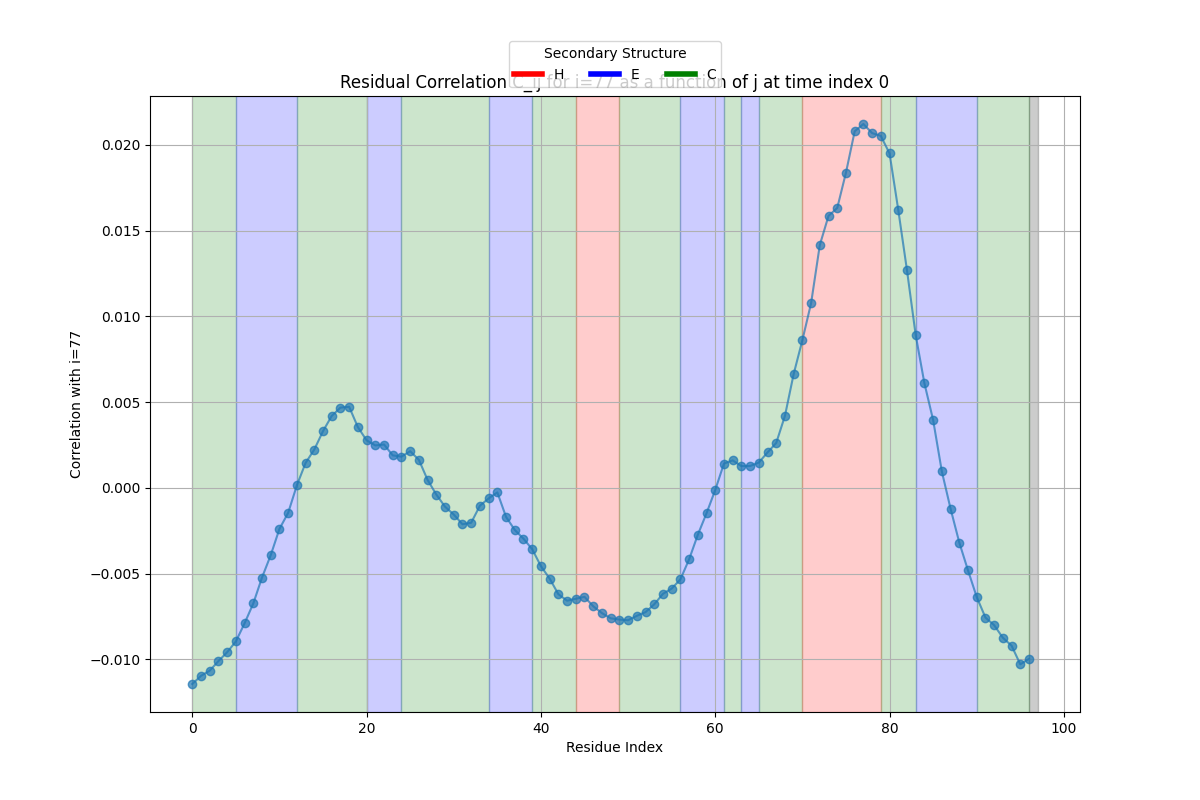 Secondary Structure
H E C
Residual Correlation C_ij for i=77 as a function of j at time index 0
0.020
0.015
0.010
0.005
0.000
−0.005
−0.010
Correlation with i=77
0 20 40 60 80 100
Residue Index